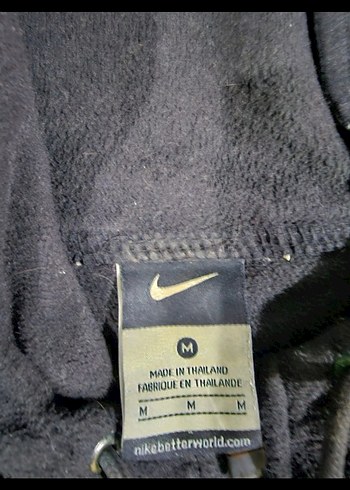 M
MADE IN THAILAND
FABRIQUE EN THAILANDE
M M M
nikebetterworld.com